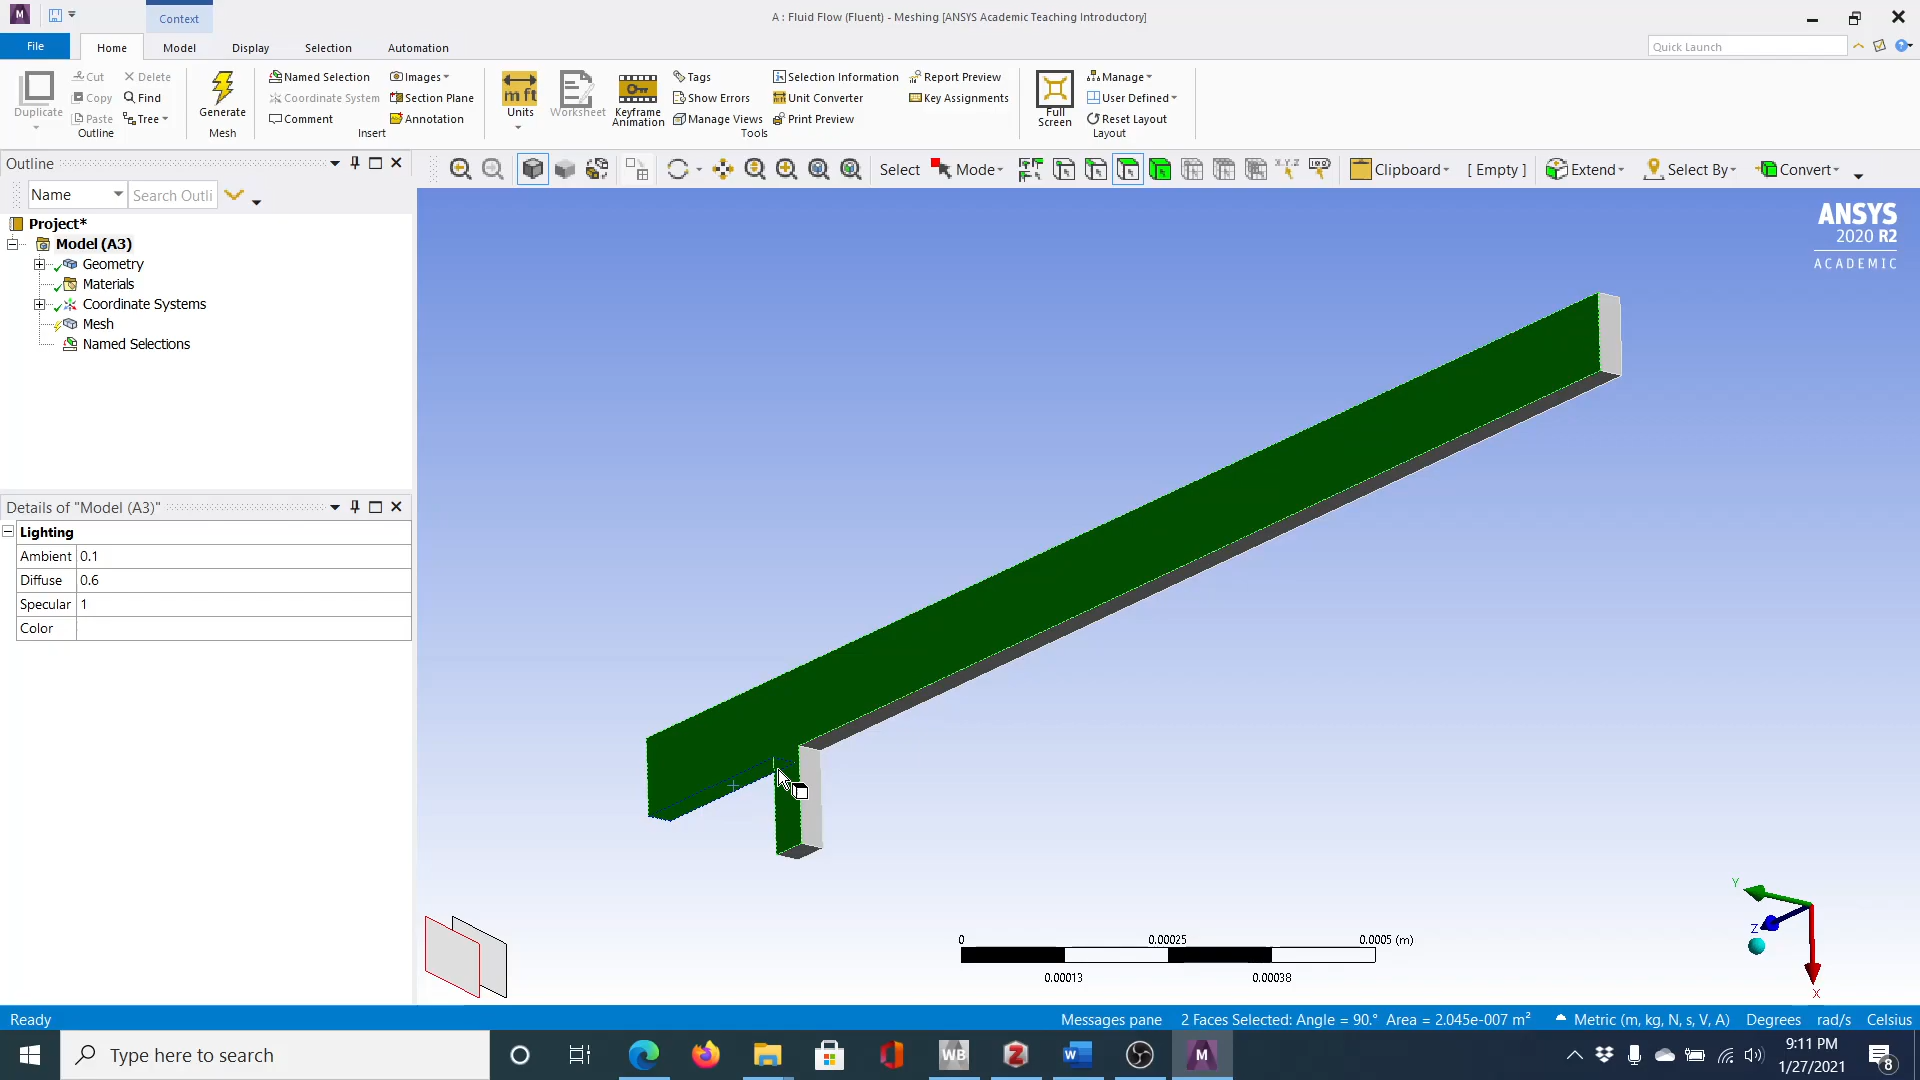 M
Context
A : Fluid Flow (Fluent) - Meshing [ANSYS Academic Teaching Introductory]
File
Home
Model
Display
Selection
Automation
Quick Launch
Duplicate
Cut
Delete
Copy
Find
Paste
Tree
Outline
Generate
Mesh
Named Selection
Coordinate System
Comment
Images
Section Plane
Annotation
Insert
m ft
Units
Worksheet
Keyframe
Animation
Tags
Show Errors
Manage Views
Selection Information
Unit Converter
Print Preview
Report Preview
Key Assignments
Tools
Full
Screen
Manage
User Defined
Reset Layout
Layout
Outline
Select
Mode
Clipboard
[ Empty ]
Extend
Select By
Convert
Name
Search Outli
Project*
Model (A3)
Geometry
Materials
Coordinate Systems
Mesh
Named Selections
Details of "Model (A3)"
Lighting
Ambient 0.1
Diffuse 0.6
Specular 1
Color
ANSYS
2020 R2
ACADEMIC
0
0.00025
0.0005 (m)
0.00013
0.00038
Y
Z
X
Ready
Messages pane
2 Faces Selected: Angle = 90.° Area = 2.045e-007 m²
Metric (m, kg, N, s, V, A)
Degrees
rad/s
Celsius
Type here to search
WB
Z
W
M
9:11 PM
1/27/2021
8